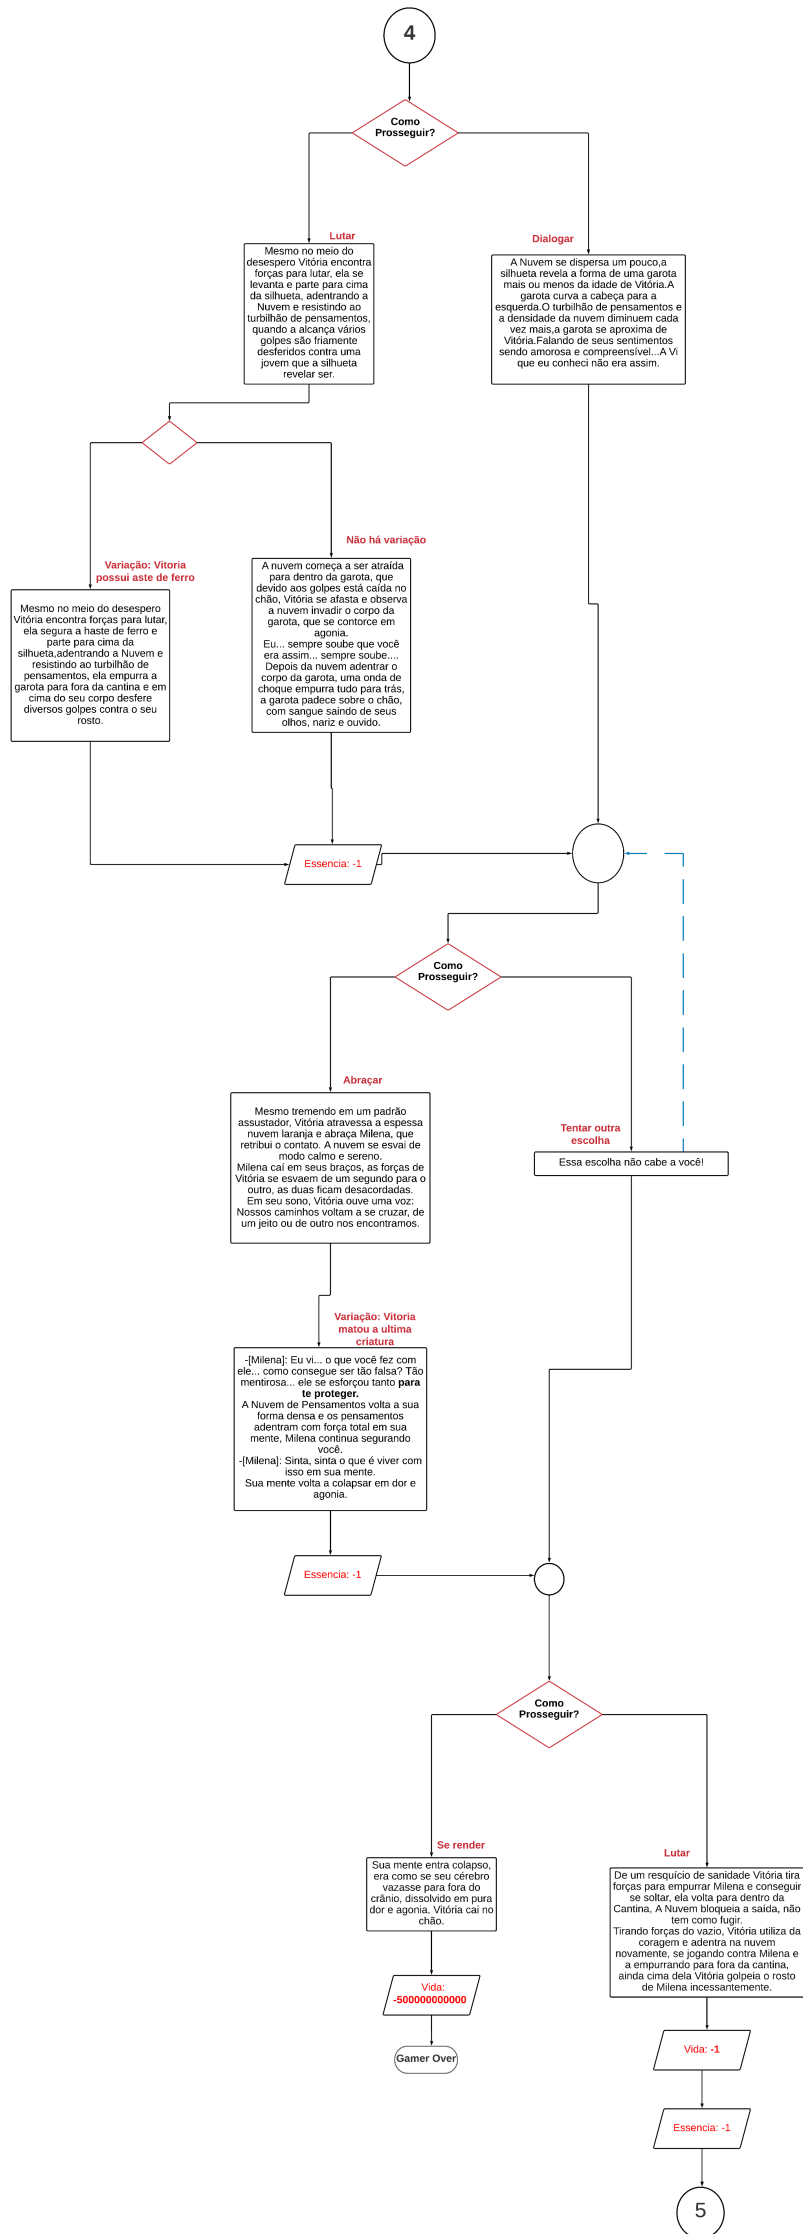 4
Como
Prosseguir?
Lutar
Mesmo no meio do
desespero Vitória encontra
forças para lutar, ela se
levanta e parte para cima
da silhueta, adentrando a
Nuvem e resistindo ao
turbilhão de pensamentos,
quando a alcança vários
golpes são friamente
desferidos contra uma
jovem que a silhueta
revelar ser.
Dialogar
A Nuvem se dispersa um pouco,a
silhueta revela a forma de uma garota
mais ou menos da idade de Vitória.A
garota curva a cabeça para a
esquerda.O turbilhão de pensamentos e
a densidade da nuvem diminuem cada
vez mais,a garota se aproxima de
Vitória.Falando de seus sentimentos
sendo amorosa e compreensível...A Vi
que eu conheci não era assim.
Variação: Vitoria
possui aste de ferro
Mesmo no meio do desespero
Vitória encontra forças para lutar,
ela segura a haste de ferro e
parte para cima da
silhueta,adentrando a Nuvem e
resistindo ao turbilhão de
pensamentos, ela empurra a
garota para fora da cantina e em
cima do seu corpo desfere
diversos golpes contra o seu
rosto.
Não há variação
A nuvem começa a ser atraída
para dentro da garota, que
devido aos golpes está caída no
chão, Vitória se afasta e observa
a nuvem invadir o corpo da
garota, que se contorce em
agonia.
Eu... sempre soube que você
era assim... sempre soube....
Depois da nuvem adentrar o
corpo da garota, uma onda de
choque empurra tudo para trás,
a garota padece sobre o chão,
com sangue saindo de seus
olhos, nariz e ouvido.
Essencia: -1
Como
Prosseguir?
Abraçar
Mesmo tremendo em um padrão
assustador, Vitória atravessa a espessa
nuvem laranja e abraça Milena, que
retribui o contato. A nuvem se esvai de
modo calmo e sereno.
Milena caí em seus braços, as forças de
Vitória se esvaem de um segundo para o
outro, as duas ficam desacordadas.
Em seu sono, Vitória ouve uma voz:
Nossos caminhos voltam a se cruzar, de
um jeito ou de outro nos encontramos.
Tentar outra
escolha
Essa escolha não cabe a você!
Variação: Vitoria
matou a ultima
criatura
-[Milena]: Eu vi... o que você fez com
ele... como consegue ser tão falsa? Tão
mentirosa... ele se esforçou tanto para
te proteger.
A Nuvem de Pensamentos volta a sua
forma densa e os pensamentos
adentram com força total em sua
mente, Milena continua segurando
você.
-[Milena]: Sinta, sinta o que é viver com
isso em sua mente.
Sua mente volta a colapsar em dor e
agonia.
Essencia: -1
Como
Prosseguir?
Se render
Sua mente entra colapso,
era como se seu cérebro
vazasse para fora do
crânio, dissolvido em pura
dor e agonia. Vitória cai no
chão.
Vida:
-500000000000
Gamer Over
Lutar
De um resquício de sanidade Vitória tira
forças para empurrar Milena e conseguir
se soltar, ela volta para dentro da
Cantina, A Nuvem bloqueia a saída, não
tem como fugir.
Tirando forças do vazio, Vitória utiliza da
coragem e adentra na nuvem
novamente, se jogando contra Milena e
a empurrando para fora da cantina,
ainda cima dela Vitória golpeia o rosto
de Milena incessantemente.
Vida: -1
Essencia: -1
5